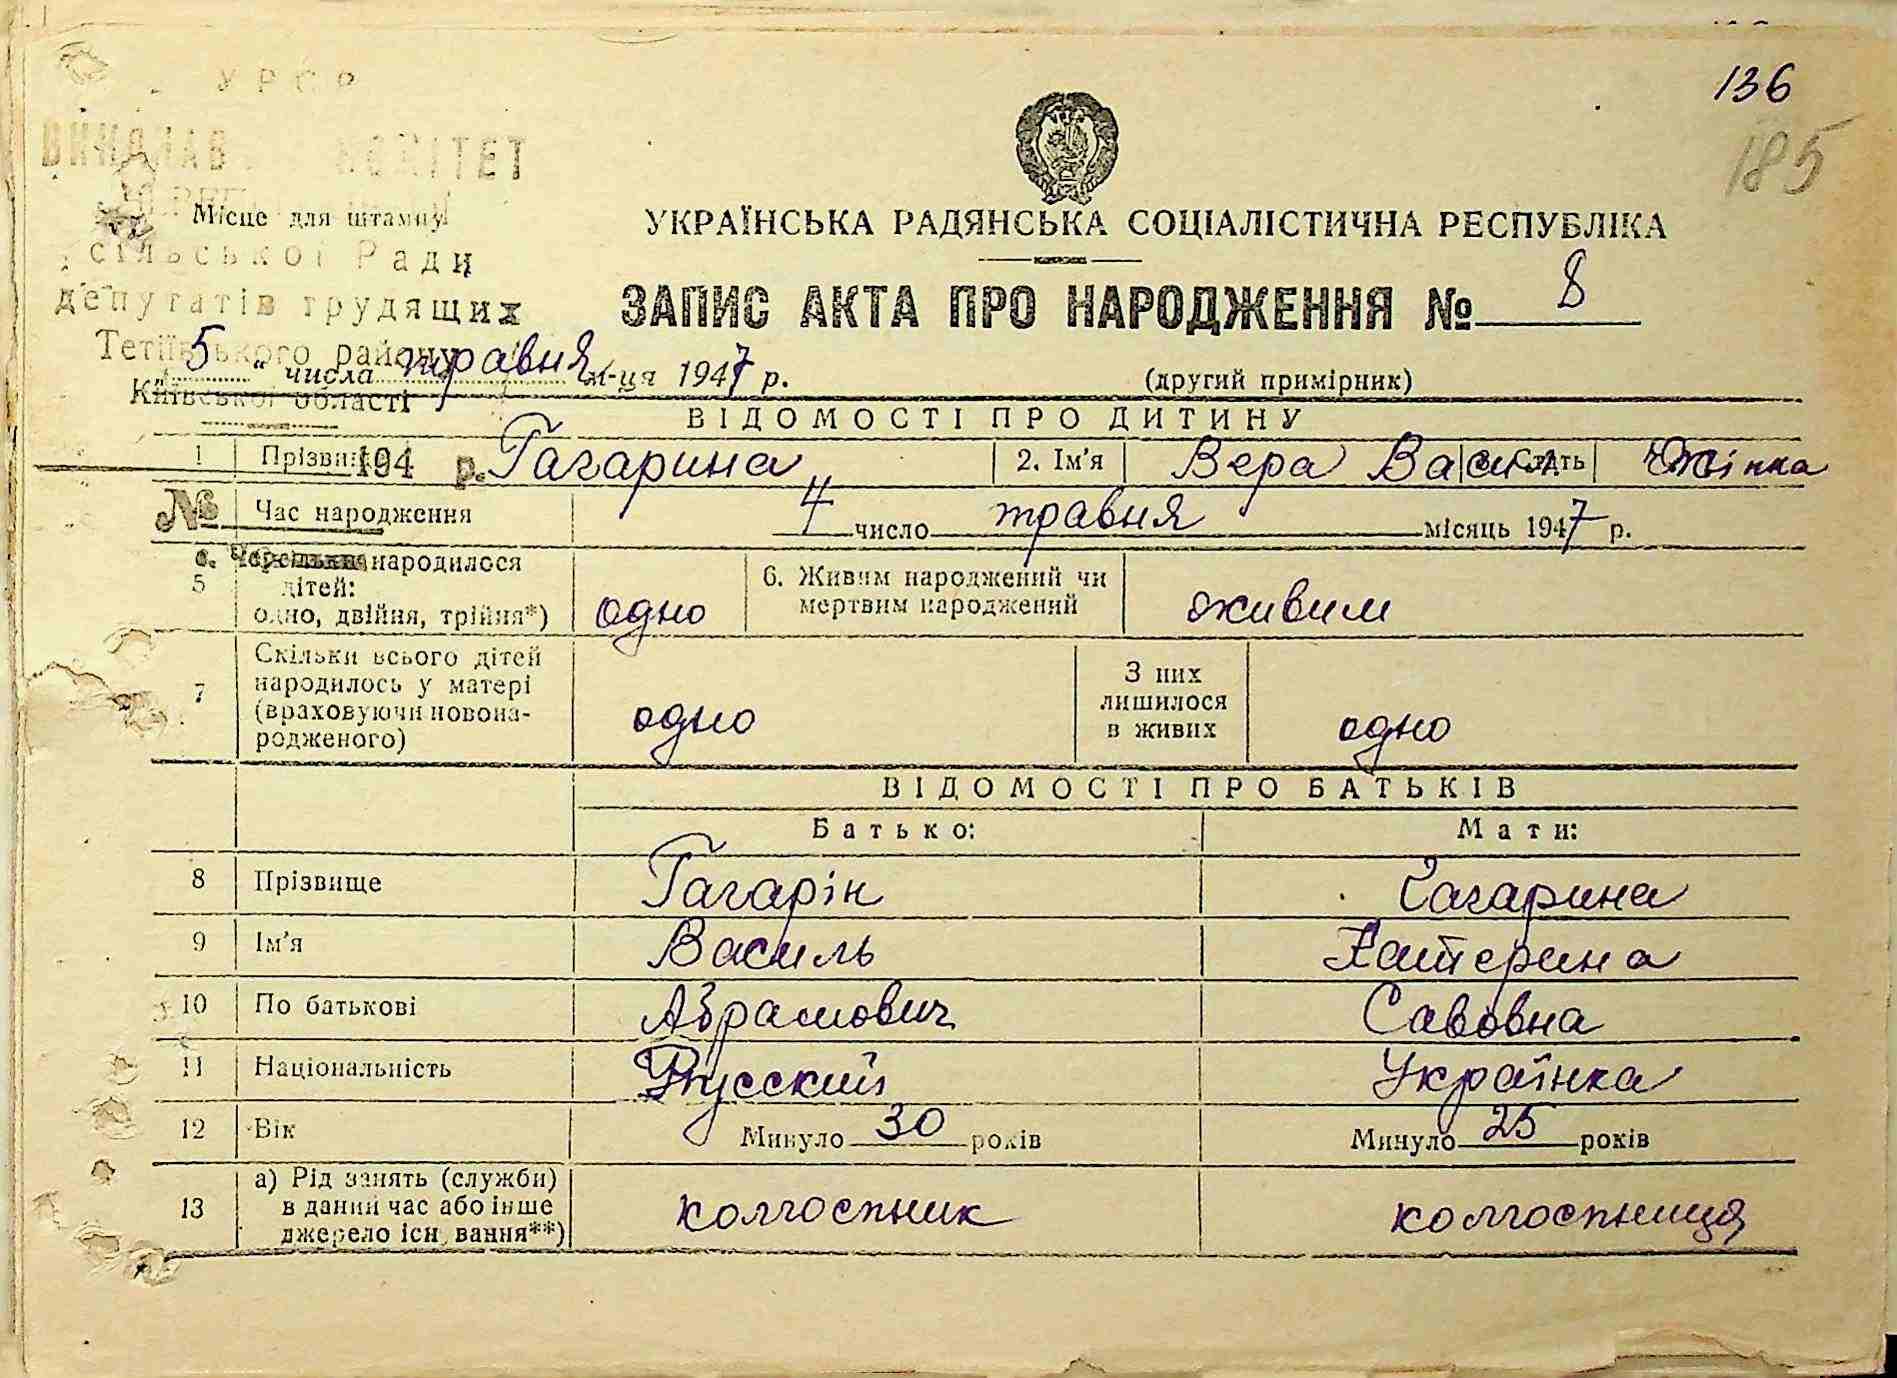 136
185
УРСР
КОМІТЕТ
Місце для штампу
сільської Ради
депутатів трудящих
Тетіївського району
Київської області
194 р.
№
УКРАЇНСЬКА РАДЯНСЬКА СОЦІАЛІСТИЧНА РЕСПУБЛІКА
ЗАПИС АКТА ПРО НАРОДЖЕННЯ № 8
5 " числа травня м-ця 1947 р.
(другий примірник)
ВІДОМОСТІ ПРО ДИТИНУ
1 Прізвище Гагарина 2. Ім'я Вера Васил Стать жінка
Час народження 4 число травня місяць 1947 р.
5 народилося дітей: одно, двійня, трійня*) одно 6. Живим народжений чи мертвим народжений живим
7 Скільки всього дітей народилось у матері (враховуючи новонародженого) одно З них лишилося в живих одно
ВІДОМОСТІ ПРО БАТЬКІВ
Батько: Мати:
8 Прізвище Гагарін Гагарина
9 Ім'я Василь Катерина
10 По батькові Абрамович Савовна
11 Національність Русский Українка
12 Вік Минуло 30 років Минуло 25 років
13 а) Рід занять (служби) в даний час або інше джерело існування**) колгоспник колгоспниця